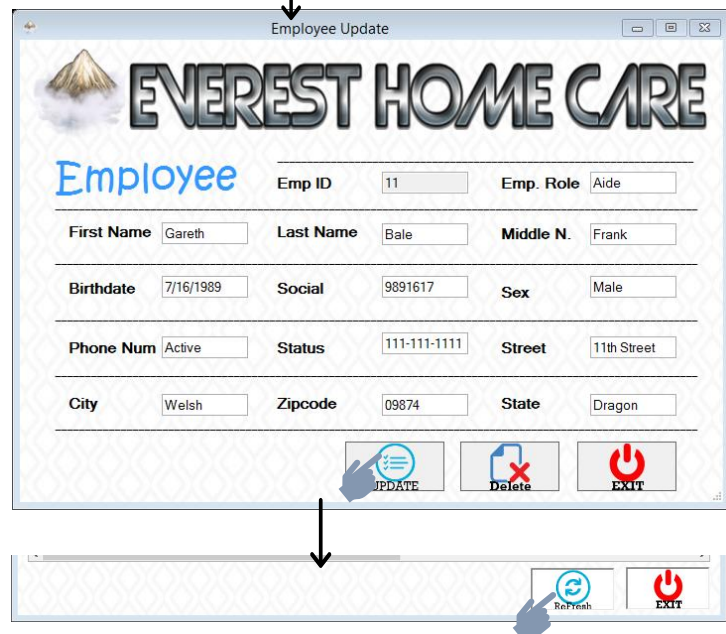 Employee Update
EVEREST HOME CARE
Employee Emp ID 11 Emp. Role Aide
First Name Gareth Last Name Bale Middle N. Frank
Birthdate 7/16/1989 Social 9891617 Sex Male
Phone Num Active Status 111-111-1111 Street 11th Street
City Welsh Zipcode 09874 State Dragon
UPDATE Delete EXIT
ReFresh EXIT